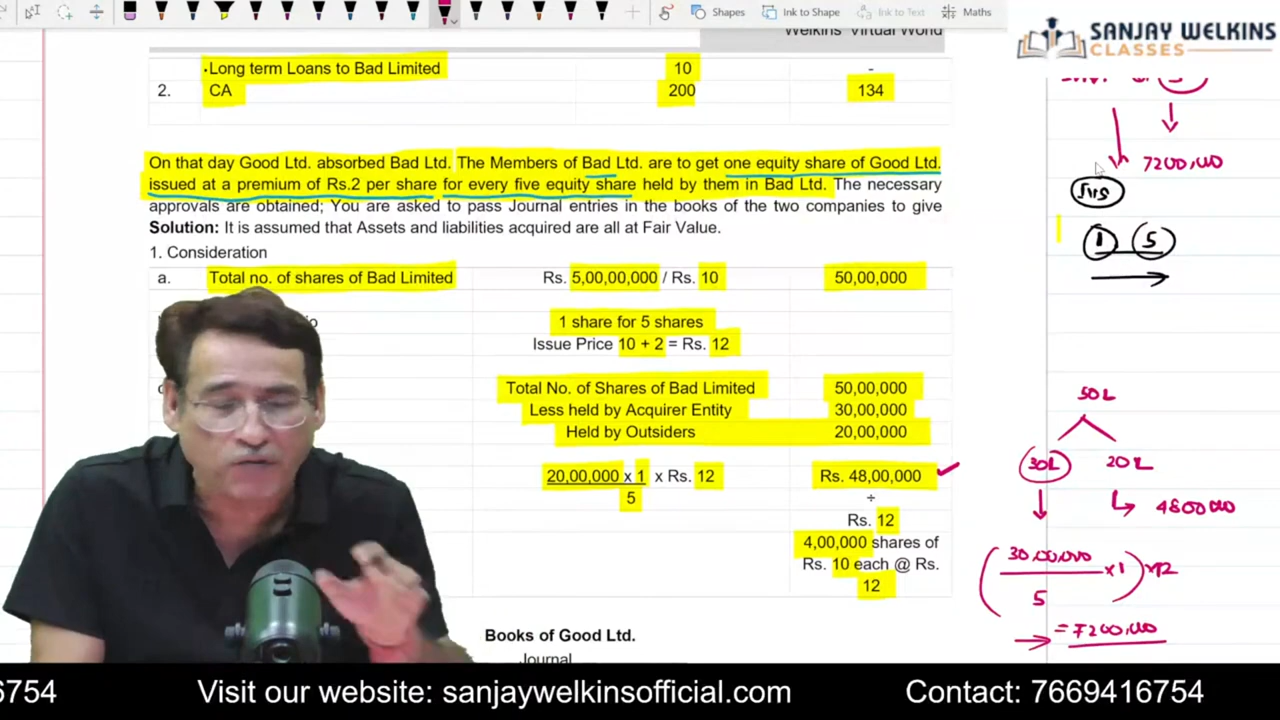 Shapes
Ink to Shape
Ink to Text
Maths
SANJAY WELKINS
CLASSES
Welkins' Virtual World
Long term Loans to Bad Limited 10 -
2. CA 200 134
On that day Good Ltd. absorbed Bad Ltd. The Members of Bad Ltd. are to get one equity share of Good Ltd.
issued at a premium of Rs.2 per share for every five equity share held by them in Bad Ltd. The necessary
approvals are obtained; You are asked to pass Journal entries in the books of the two companies to give
Solution: It is assumed that Assets and liabilities acquired are all at Fair Value.
1. Consideration
a. Total no. of shares of Bad Limited Rs. 5,00,00,000 / Rs. 10 50,00,000
1 share for 5 shares
Issue Price 10 + 2 = Rs. 12
Total No. of Shares of Bad Limited 50,00,000
Less held by Acquirer Entity 30,00,000
Held by Outsiders 20,00,000
20,00,000 x 1 x Rs. 12 Rs. 48,00,000
5
÷
Rs. 12
4,00,000 shares of
Rs. 10 each @ Rs.
12
Books of Good Ltd.
Journal
7200,000
1 5
50L
30L 20L
4800000
(30,00,000 x1) x12
5
= 7200,000
6754 Visit our website: sanjaywelkinsofficial.com Contact: 7669416754